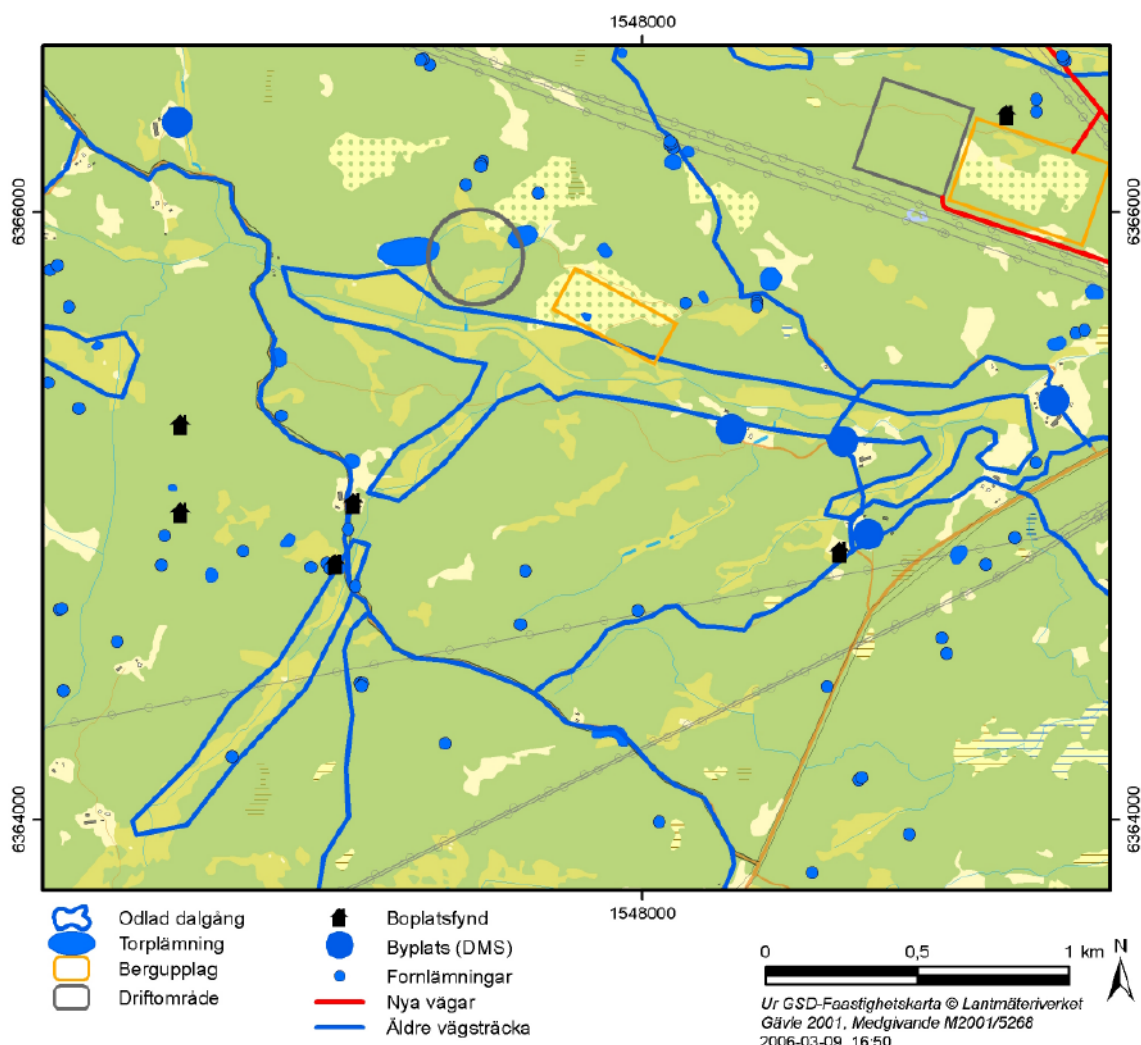 1548000
6366000
6366000
6364000
6364000
1548000
Odlad dalgång
Torplämning
Bergupplag
Driftområde
Boplatsfynd
Byplats (DMS)
Fornlämningar
Nya vägar
Äldre vägsträcka
0 0,5 1 km
N
Ur GSD-Faastighetskarta © Lantmäteriverket
Gävle 2001, Medgivande M2001/5268
2006-03-09, 16:50